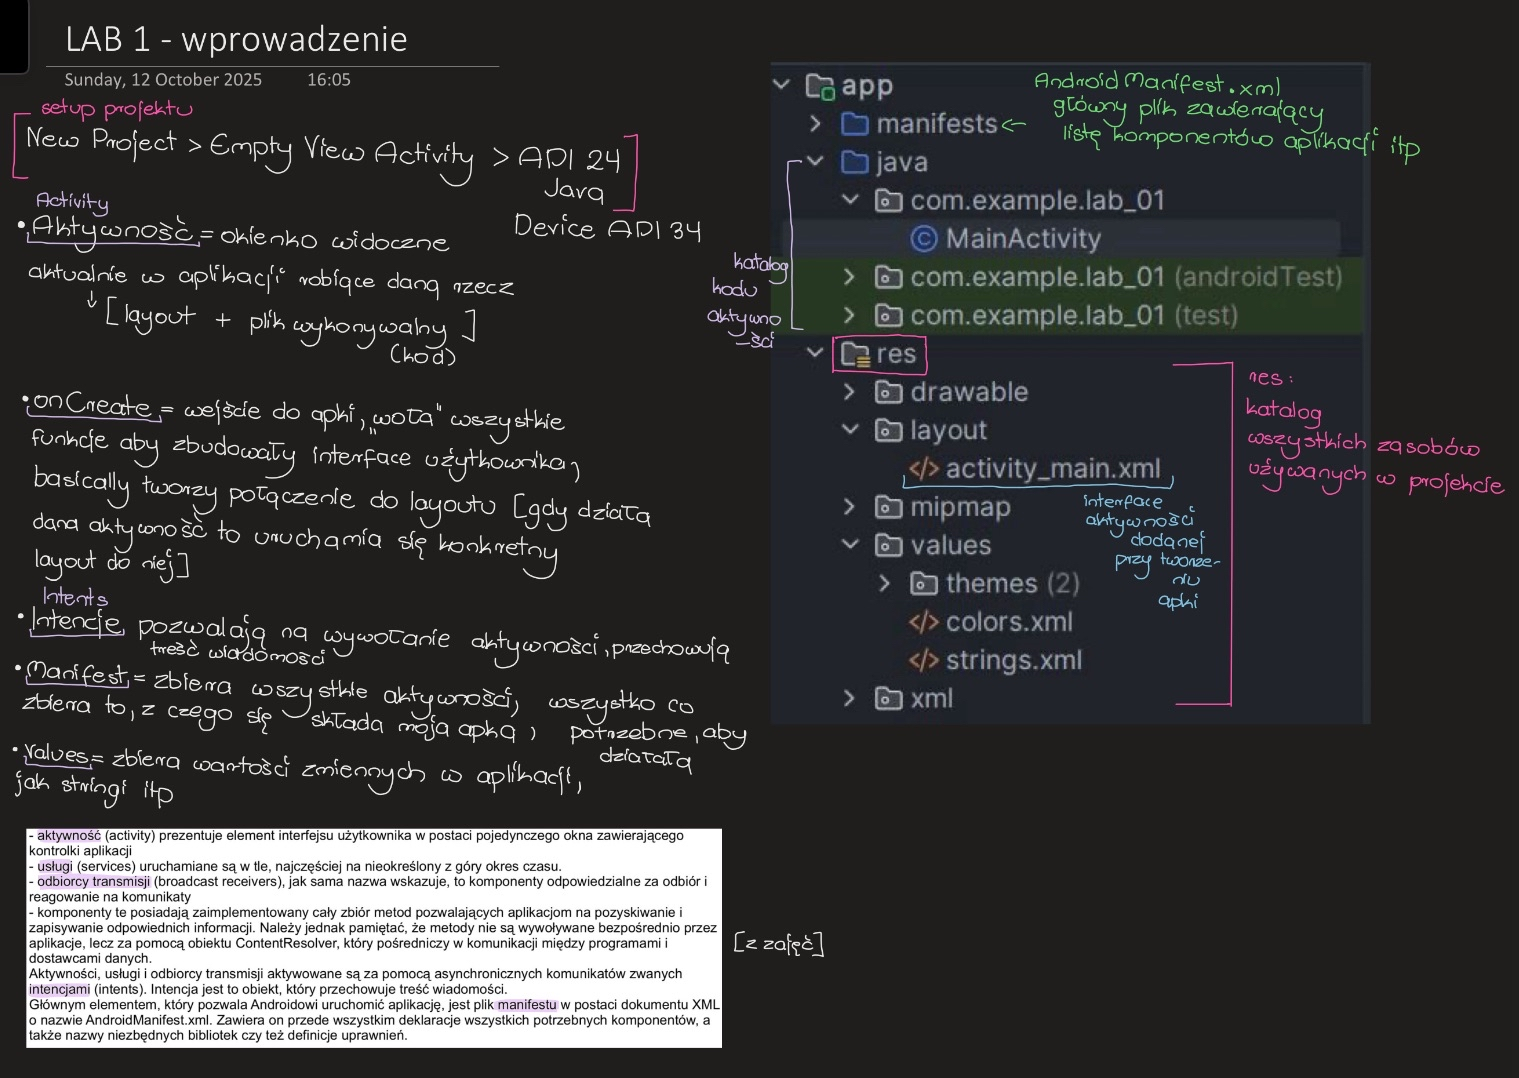 LAB 1 - wprowadzenie
Sunday, 12 October 2025 16:05
setup projektu
New Project > Empty View Activity > API 24
Java
Device API 34
Activity
• Aktywność = okienko widoczne
aktualnie w aplikacji robiące daną rzecz
↓ [layout + plik wykonywalny]
(kod)
• onCreate = wejście do apki, „woła" wszystkie
funkcje aby zbudowały interface użytkownika,
basically tworzy połączenie do layoutu [gdy działa
dana aktywność to uruchamia się konkretny
layout do niej]
Intents
• Intencje pozwalają na wywołanie aktywności, przechowują
treść wiadomości
• Manifest = zbiera wszystkie aktywności, wszystko co
zbiera to, z czego się składa moja apka, potrzebne, aby
działała
• Values = zbiera wartości zmiennych w aplikacji,
jak stringi itp
- aktywność (activity) prezentuje element interfejsu użytkownika w postaci pojedynczego okna zawierającego
kontrolki aplikacji
- usługi (services) uruchamiane są w tle, najczęściej na nieokreślony z góry okres czasu.
- odbiorcy transmisji (broadcast receivers), jak sama nazwa wskazuje, to komponenty odpowiedzialne za odbiór i
reagowanie na komunikaty
- komponenty te posiadają zaimplementowany cały zbiór metod pozwalających aplikacjom na pozyskiwanie i
zapisywanie odpowiednich informacji. Należy jednak pamiętać, że metody nie są wywoływane bezpośrednio przez
aplikacje, lecz za pomocą obiektu ContentResolver, który pośredniczy w komunikacji między programami i
dostawcami danych.
Aktywności, usługi i odbiorcy transmisji aktywowane są za pomocą asynchronicznych komunikatów zwanych
intencjami (intents). Intencja jest to obiekt, który przechowuje treść wiadomości.
Głównym elementem, który pozwala Androidowi uruchomić aplikację, jest plik manifestu w postaci dokumentu XML
o nazwie AndroidManifest.xml. Zawiera on przede wszystkim deklaracje wszystkich potrzebnych komponentów, a
także nazwy niezbędnych bibliotek czy też definicje uprawnień.
[z zajęć]
app
manifests
java
com.example.lab_01
MainActivity
com.example.lab_01 (androidTest)
com.example.lab_01 (test)
res
drawable
layout
activity_main.xml
mipmap
values
themes (2)
colors.xml
strings.xml
xml
Android Manifest.xml
główny plik zawierający
listę komponentów aplikacji itp
katalog
kodu
aktywno
-ści
res:
katalog
wszystkich zasobów
używanych w projekcie
interface
aktywności
dodanej
przy tworze-
niu
apki